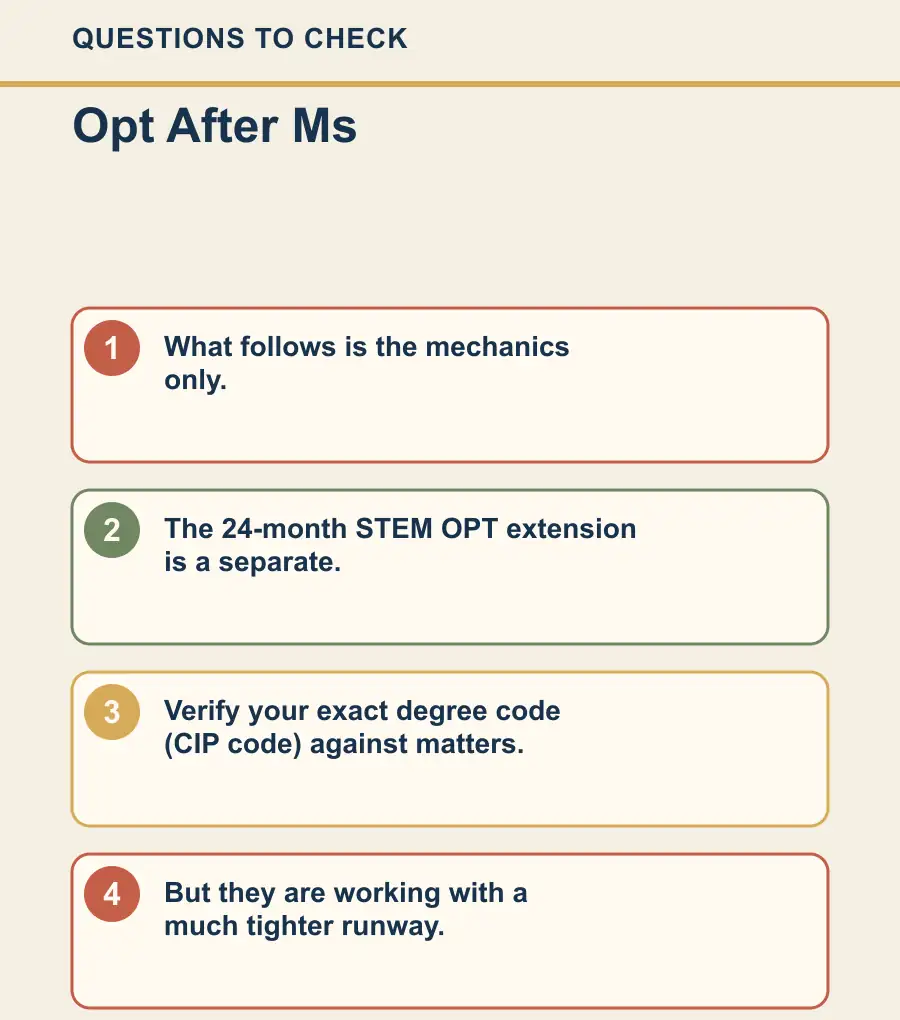 QUESTIONS TO CHECK
Opt After Ms
1
What follows is the mechanics
only.
2
The 24-month STEM OPT extension
is a separate.
3
Verify your exact degree code
(CIP code) against matters.
4
But they are working with a
much tighter runway.